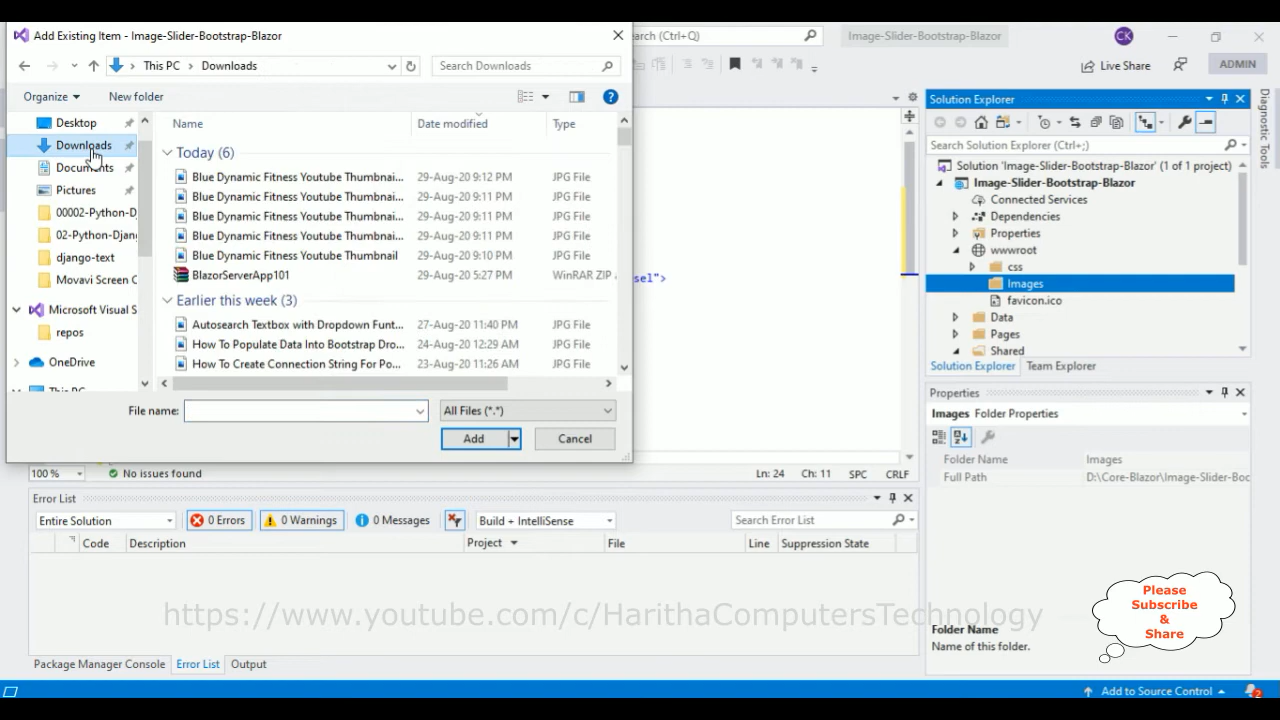 Add Existing Item - Image-Slider-Bootstrap-Blazor
arch (Ctrl+Q)
Image-Slider-Bootstrap-Blazor
CK
This PC
Downloads
Search Downloads
Live Share
ADMIN
Organize
New folder
Solution Explorer
Diagnostic Tools
Desktop
Downloads
Documents
Pictures
00002-Python-D
02-Python-Djan
django-text
Movavi Screen C
Microsoft Visual S
repos
OneDrive
This PC
Name
Date modified
Type
Today (6)
Blue Dynamic Fitness Youtube Thumbnai... 29-Aug-20 9:12 PM JPG File
Blue Dynamic Fitness Youtube Thumbnai... 29-Aug-20 9:11 PM JPG File
Blue Dynamic Fitness Youtube Thumbnai... 29-Aug-20 9:11 PM JPG File
Blue Dynamic Fitness Youtube Thumbnai... 29-Aug-20 9:11 PM JPG File
Blue Dynamic Fitness Youtube Thumbnail 29-Aug-20 9:10 PM JPG File
BlazorServerApp101 29-Aug-20 5:27 PM WinRAR ZIP
Earlier this week (3)
Autosearch Textbox with Dropdown Funt... 27-Aug-20 11:40 PM JPG File
How To Populate Data Into Bootstrap Dro... 24-Aug-20 12:29 AM JPG File
How To Create Connection String For Po... 23-Aug-20 11:26 AM JPG File
File name:
All Files (*.*)
Add
Cancel
sel">
Search Solution Explorer (Ctrl+;)
Solution 'Image-Slider-Bootstrap-Blazor' (1 of 1 project)
Image-Slider-Bootstrap-Blazor
Connected Services
Dependencies
Properties
wwwroot
css
Images
favicon.ico
Data
Pages
Shared
Solution Explorer
Team Explorer
Properties
Images Folder Properties
Folder Name Images
Full Path D:\Core-Blazor\Image-Slider-Boo
Folder Name
Name of this folder.
100 %
No issues found
Ln: 24
Ch: 11
SPC
CRLF
Error List
Entire Solution
0 Errors
0 Warnings
0 Messages
Build + IntelliSense
Search Error List
Code
Description
Project
File
Line
Suppression State
https://www.youtube.com/c/HarithaComputersTechnology
Please
Subscribe
&
Share
Package Manager Console
Error List
Output
Add to Source Control
2